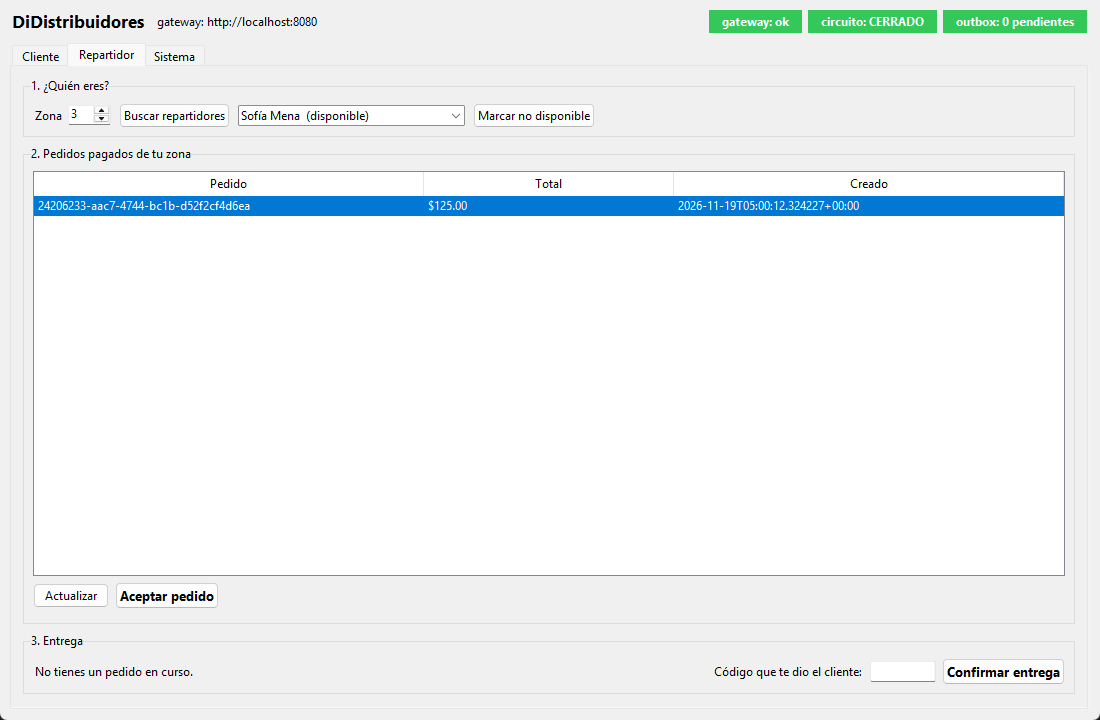 DiDistribuidores gateway: http://localhost:8080 gateway: ok circuito: CERRADO outbox: 0 pendientes
Cliente Repartidor Sistema
1. ¿Quién eres?
Zona 3 Buscar repartidores Sofía Mena (disponible) Marcar no disponible
2. Pedidos pagados de tu zona
Pedido Total Creado
24206233-aac7-4744-bc1b-d52f2cf4d6ea $125.00 2026-11-19T05:00:12.324227+00:00
Actualizar Aceptar pedido
3. Entrega
No tienes un pedido en curso. Código que te dio el cliente: Confirmar entrega